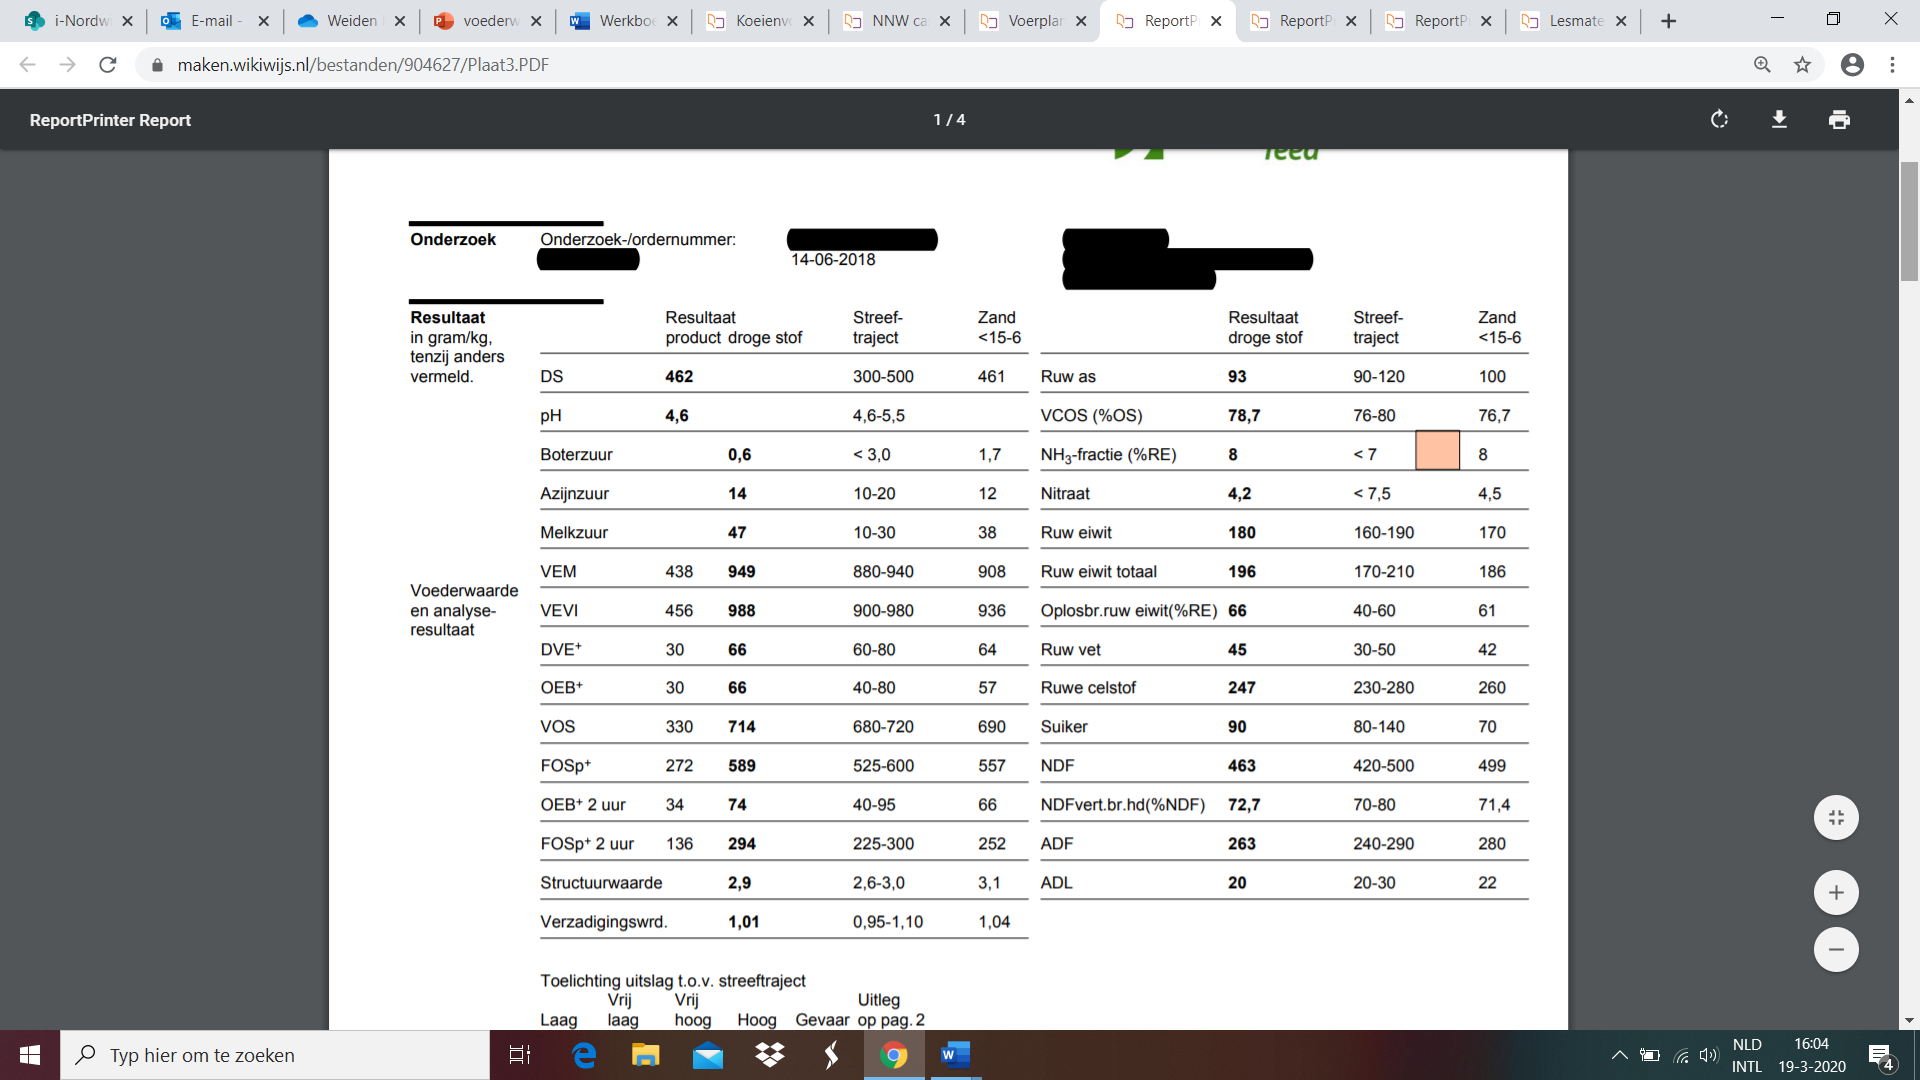 i-Nordw
E-mail -
Weiden
voederw
Werkboe
Koeienvo
NNW ca
Voerplan
ReportPr
ReportPr
ReportPr
Lesmate
maken.wikiwijs.nl/bestanden/904627/Plaat3.PDF
ReportPrinter Report
1 / 4
feed
Onderzoek Onderzoek-/ordernummer:
14-06-2018
Resultaat
in gram/kg,
tenzij anders
vermeld.
Resultaat Streef- Zand Resultaat Streef- Zand
product droge stof traject <15-6 droge stof traject <15-6
DS 462 300-500 461 Ruw as 93 90-120 100
pH 4,6 4,6-5,5 VCOS (%OS) 78,7 76-80 76,7
Boterzuur 0,6 < 3,0 1,7 NH3-fractie (%RE) 8 < 7 8
Azijnzuur 14 10-20 12 Nitraat 4,2 < 7,5 4,5
Melkzuur 47 10-30 38 Ruw eiwit 180 160-190 170
Voederwaarde
en analyse-
resultaat
VEM 438 949 880-940 908 Ruw eiwit totaal 196 170-210 186
VEVI 456 988 900-980 936 Oplosbr.ruw eiwit(%RE) 66 40-60 61
DVE+ 30 66 60-80 64 Ruw vet 45 30-50 42
OEB+ 30 66 40-80 57 Ruwe celstof 247 230-280 260
VOS 330 714 680-720 690 Suiker 90 80-140 70
FOSp+ 272 589 525-600 557 NDF 463 420-500 499
OEB+ 2 uur 34 74 40-95 66 NDFvert.br.hd(%NDF) 72,7 70-80 71,4
FOSp+ 2 uur 136 294 225-300 252 ADF 263 240-290 280
Structuurwaarde 2,9 2,6-3,0 3,1 ADL 20 20-30 22
Verzadigingswrd. 1,01 0,95-1,10 1,04
Toelichting uitslag t.o.v. streeftraject
Vrij Vrij Uitleg
Laag laag hoog Hoog Gevaar op pag. 2
Typ hier om te zoeken
NLD 16:04
INTL 19-3-2020
4